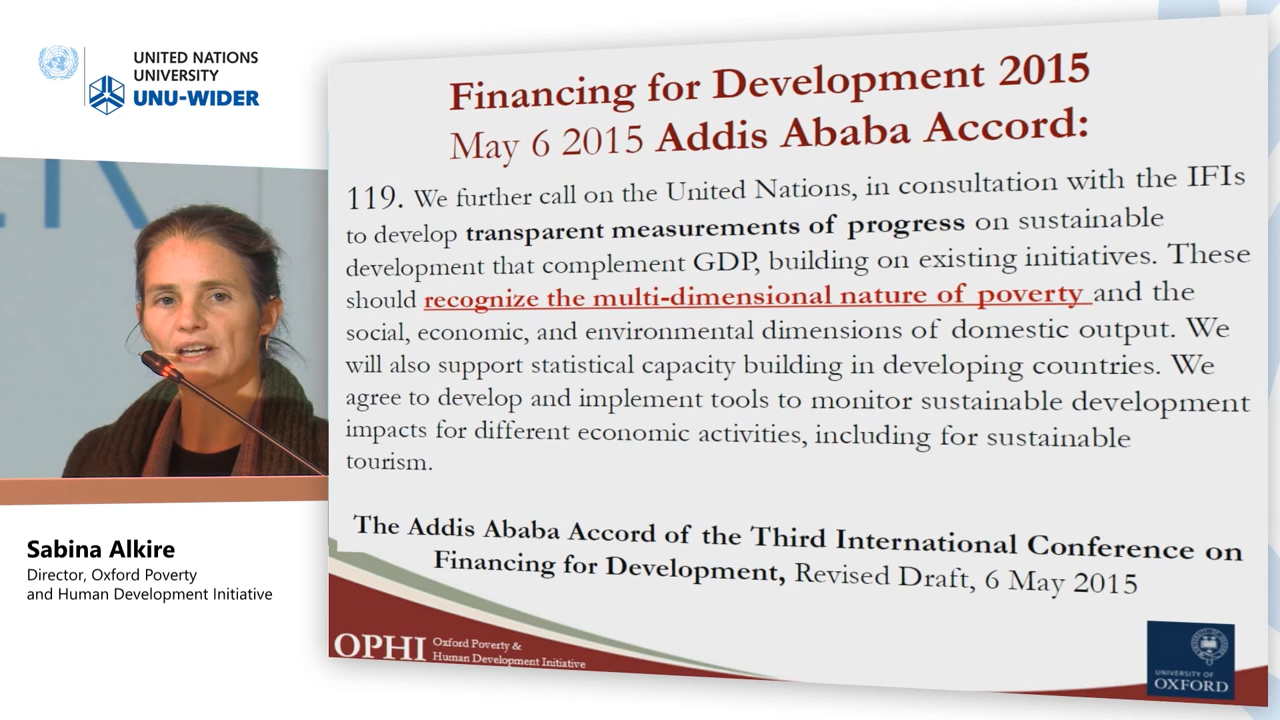 UNITED NATIONS
UNIVERSITY
UNU-WIDER
Financing for Development 2015
May 6 2015 Addis Ababa Accord:
119. We further call on the United Nations, in consultation with the IFIs
to develop transparent measurements of progress on sustainable
development that complement GDP, building on existing initiatives. These
should recognize the multi-dimensional nature of poverty and the
social, economic, and environmental dimensions of domestic output. We
will also support statistical capacity building in developing countries. We
agree to develop and implement tools to monitor sustainable development
impacts for different economic activities, including for sustainable
tourism.
The Addis Ababa Accord of the Third International Conference on
Financing for Development, Revised Draft, 6 May 2015
Sabina Alkire
Director, Oxford Poverty
and Human Development Initiative
OPHI
Oxford Poverty &
Human Development Initiative
UNIVERSITY OF
OXFORD